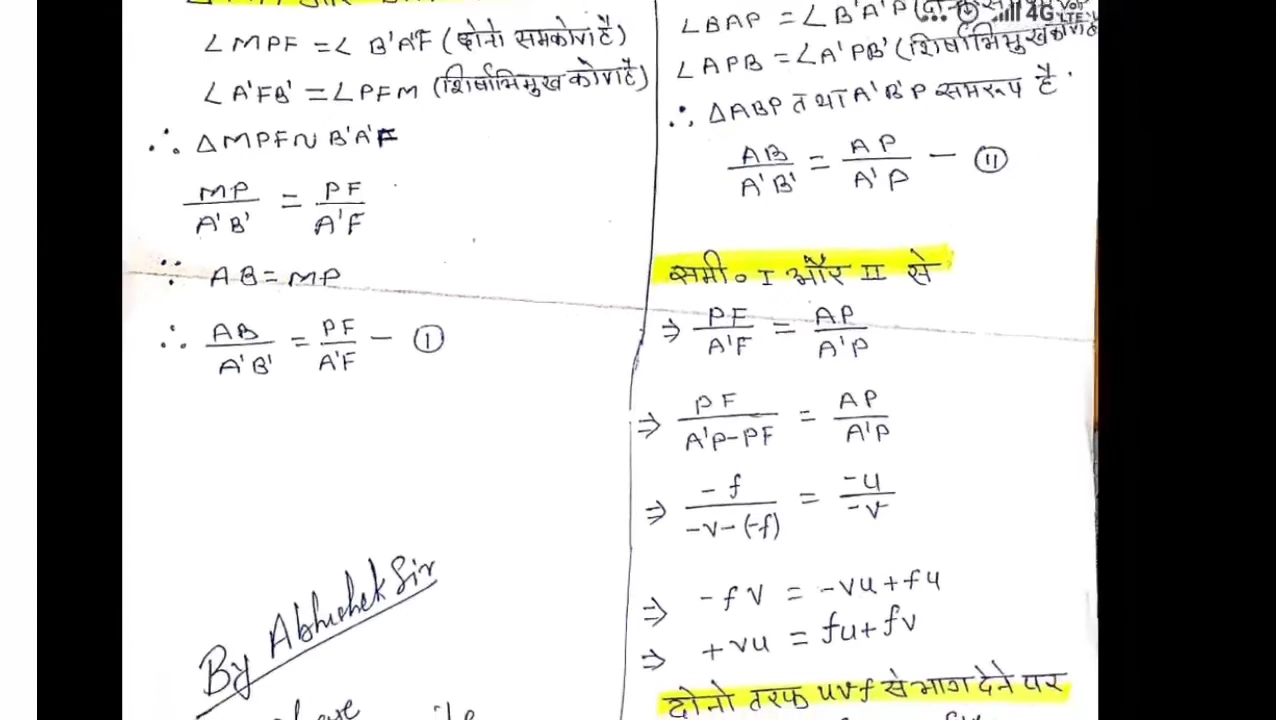 ∠MPF = ∠B'A'F (दोनो समकोण है)
∠A'FB' = ∠PFM (शिर्षाभिमुख कोण है)
∴ ΔMPF ~ B'A'F
MP/A'B' = PF/A'F
∵ AB = MP
∴ AB/A'B' = PF/A'F - ①
By Abhishek Sir
∠BAP = ∠B'A'P
4G
∠APB = ∠A'PB' (शिर्षाभिमुख कोण है
∴ ΔABP तथा A'B'P समरूप है.
AB/A'B' = AP/A'P - ⑪
समी० I और II से
⇒ PF/A'F = AP/A'P
⇒ PF/A'P-PF = AP/A'P
⇒ -f/-v-(-f) = -u/-v
⇒ -fv = -vu+fu
⇒ +vu = fu+fv
दोनो तरफ uvf से भाग देने पर